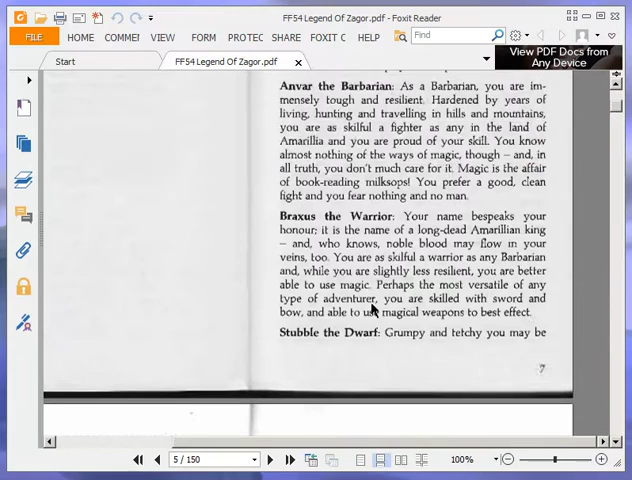 FF54 Legend Of Zagor.pdf - Foxit Reader
FILE HOME COMMEI VIEW FORM PROTEC SHARE FOXIT C HELP Find
Start FF54 Legend Of Zagor.pdf
View PDF Docs from
Any Device
Anvar the Barbarian: As a Barbarian, you are im-
mensely tough and resilient. Hardened by years of
living, hunting and travelling in hills and mountains,
you are as skilful a fighter as any in the land of
Amarillia and you are proud of your skill. You know
almost nothing of the ways of magic, though – and, in
all truth, you don't much care for it. Magic is the affair
of book-reading milksops! You prefer a good, clean
fight and you fear nothing and no man.
Braxus the Warrior: Your name bespeaks your
honour; it is the name of a long-dead Amarillian king
– and, who knows, noble blood may flow in your
veins, too. You are as skilful a warrior as any Barbarian
and, while you are slightly less resilient, you are better
able to use magic. Perhaps the most versatile of any
type of adventurer, you are skilled with sword and
bow, and able to use magical weapons to best effect.
Stubble the Dwarf: Grumpy and tetchy you may be
7
5 / 150
100%